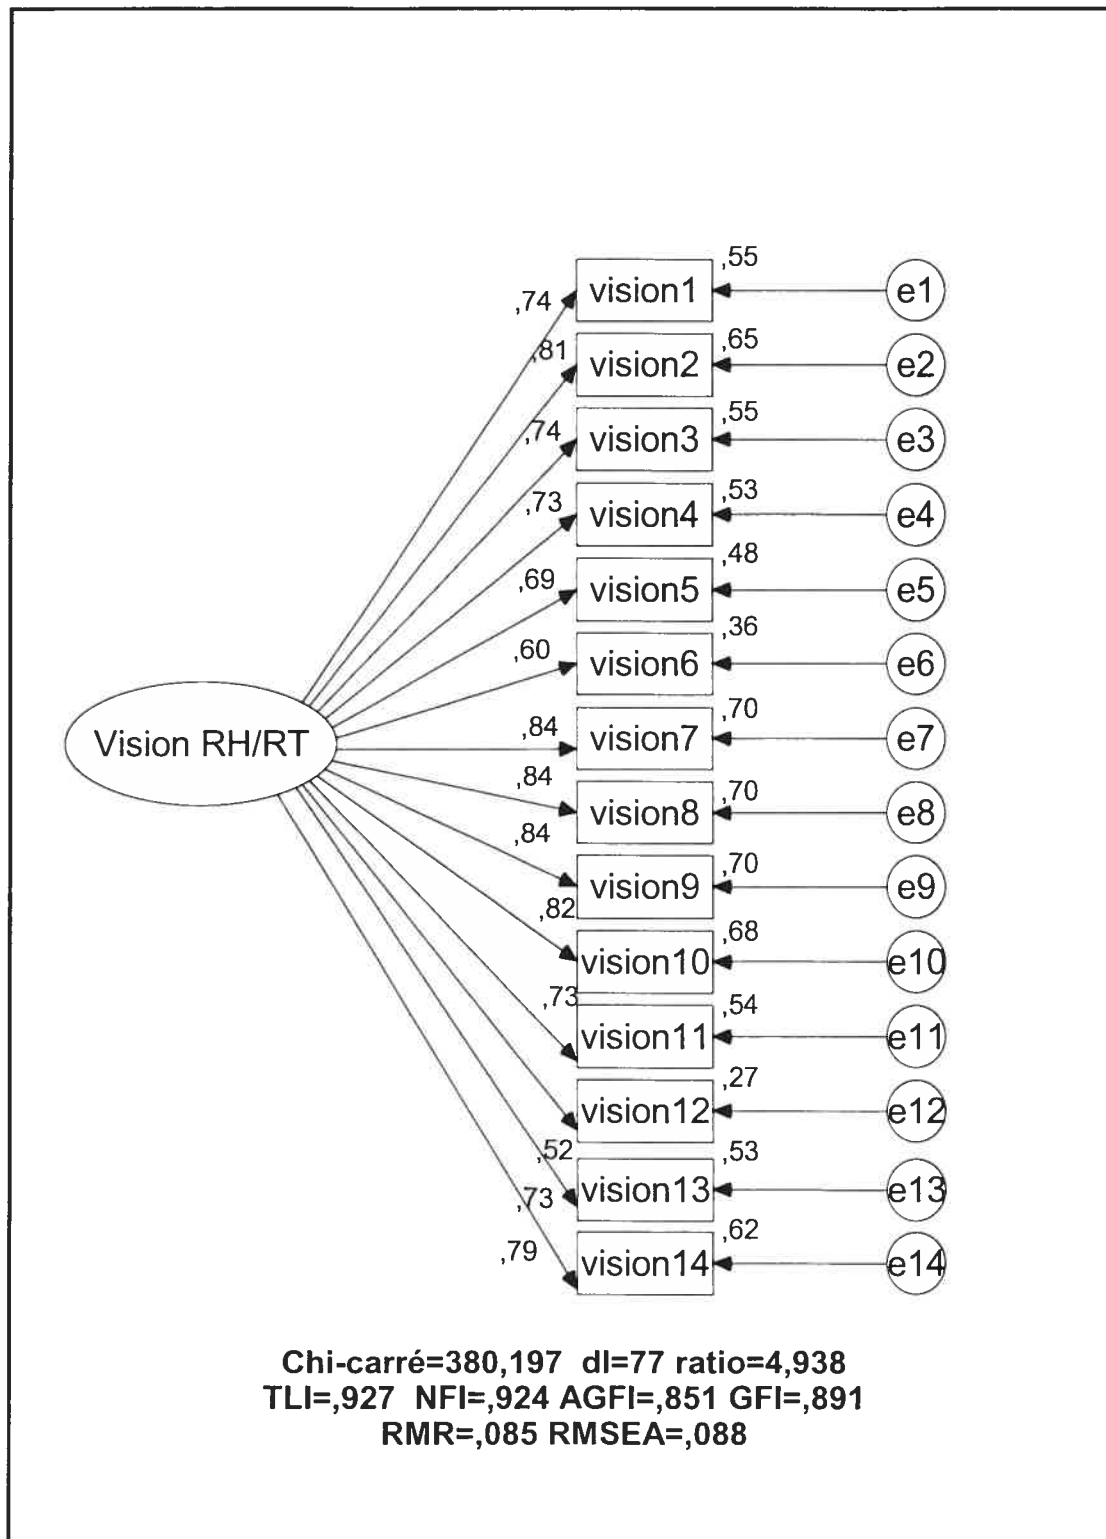 ,55
vision1
e1
,74
,65
,81
vision2
e2
,55
,74
vision3
e3
,53
,73
vision4
e4
,48
,69
vision5
e5
,36
,60
vision6
e6
,70
,84
vision7
e7
Vision RH/RT
,84
,70
vision8
e8
,84
,70
vision9
e9
,82
,68
vision10
e10
,73
,54
vision11
e11
,27
vision12
e12
,52
,53
,73
vision13
e13
,62
,79
vision14
e14
Chi-carré=380,197 dl=77 ratio=4,938
TLI=,927 NFI=,924 AGFI=,851 GFI=,891
RMR=,085 RMSEA=,088